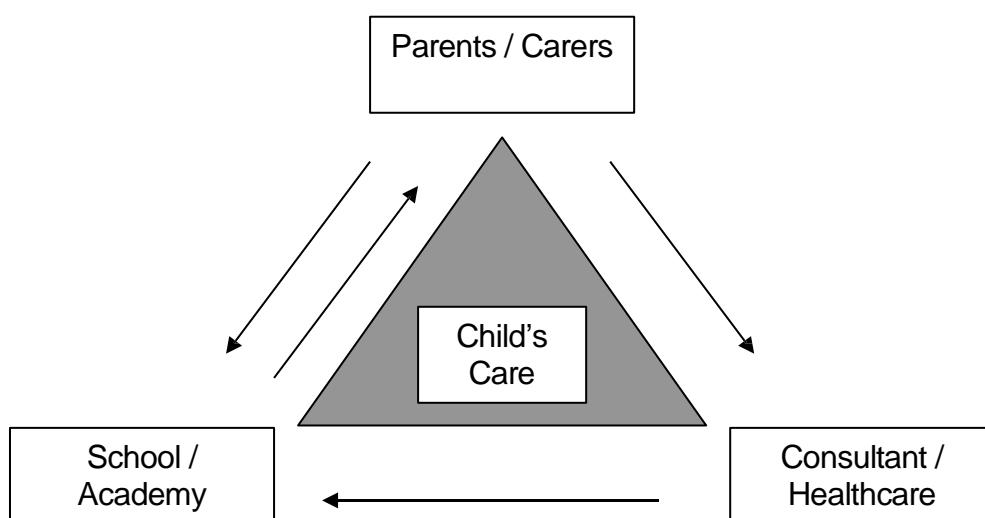 Parents / Carers
Child's
Care
School /
Academy
Consultant /
Healthcare